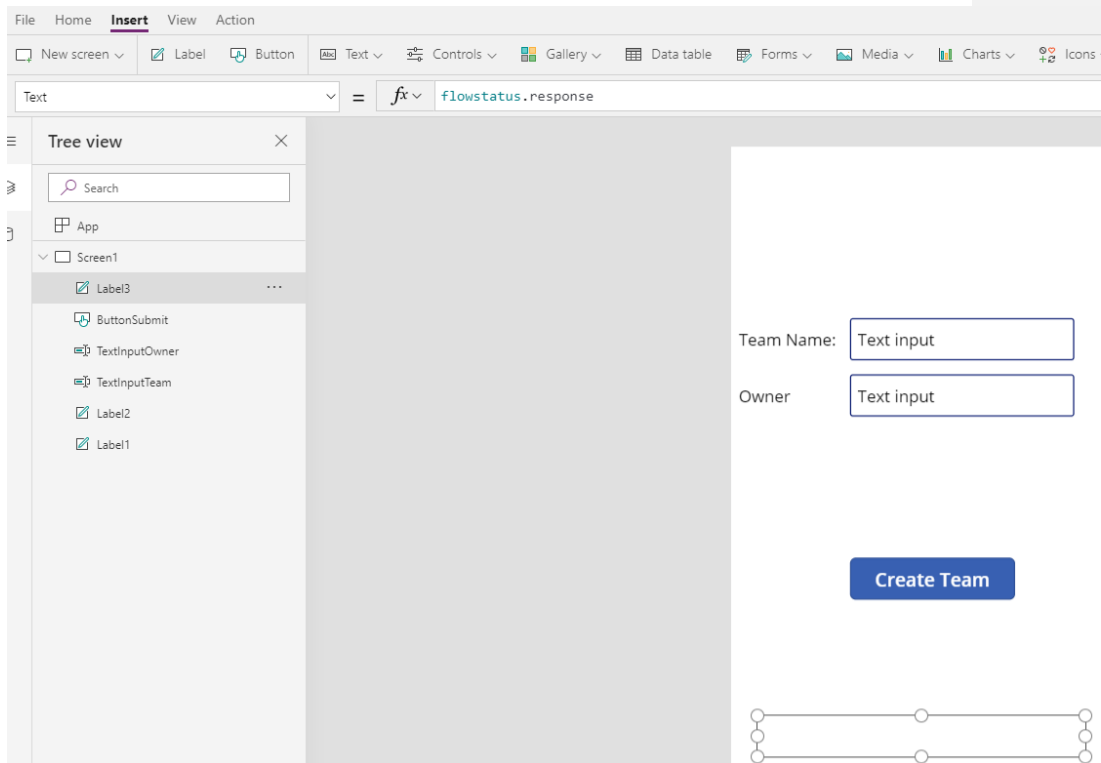 File Home Insert View Action
New screen Label Button Abc Text Controls Gallery Data table Forms Media Charts Icons
Text = fx flowstatus.response
Tree view
Search
App
Screen1
Label3 ...
ButtonSubmit
TextInputOwner
TextInputTeam
Label2
Label1
Team Name: Text input
Owner Text input
Create Team